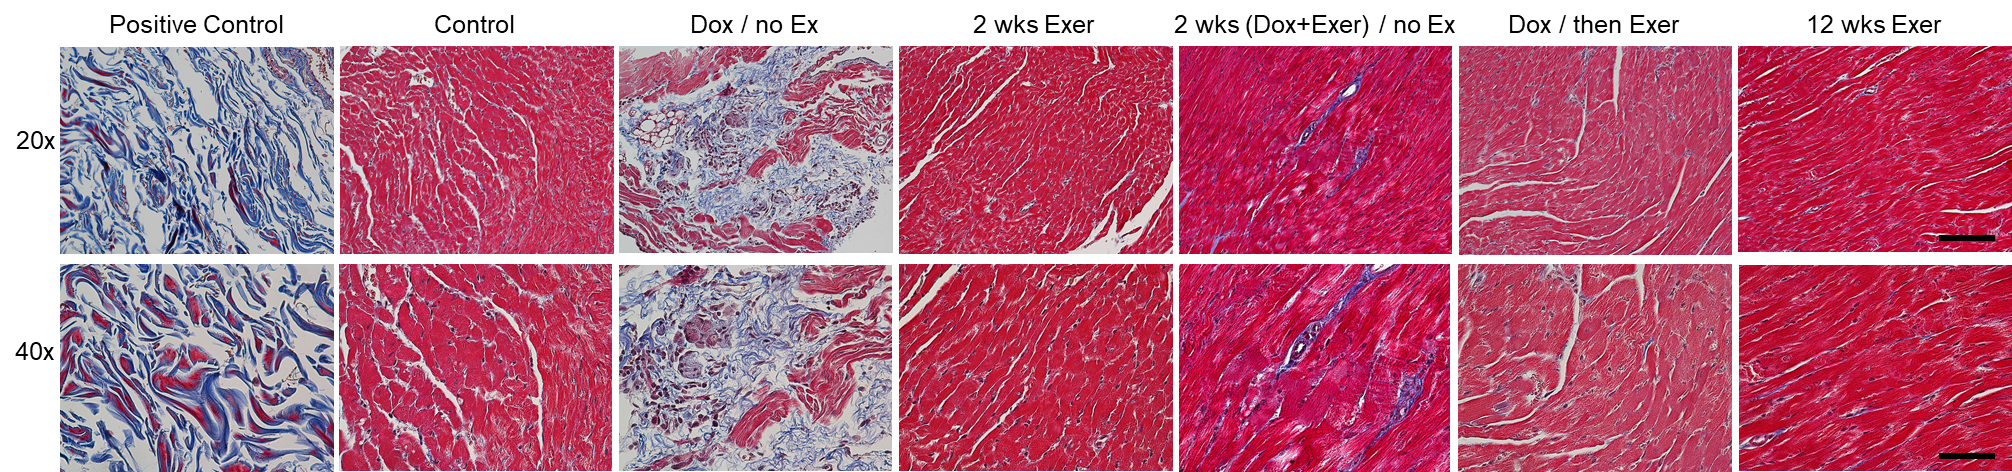 Positive Control
Control
Dox / no Ex
2 wks Exer
2 wks (Dox+Exer) / no Ex
Dox / then Exer
12 wks Exer
20x
40x